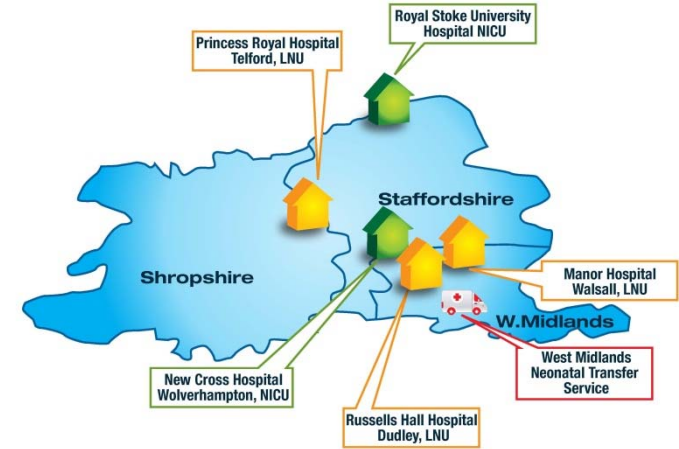 Royal Stoke University
Hospital NICU
Princess Royal Hospital
Telford, LNU
Staffordshire
Shropshire
Manor Hospital
Walsall, LNU
W.Midlands
West Midlands
Neonatal Transfer
Service
New Cross Hospital
Wolverhampton, NICU
Russells Hall Hospital
Dudley, LNU